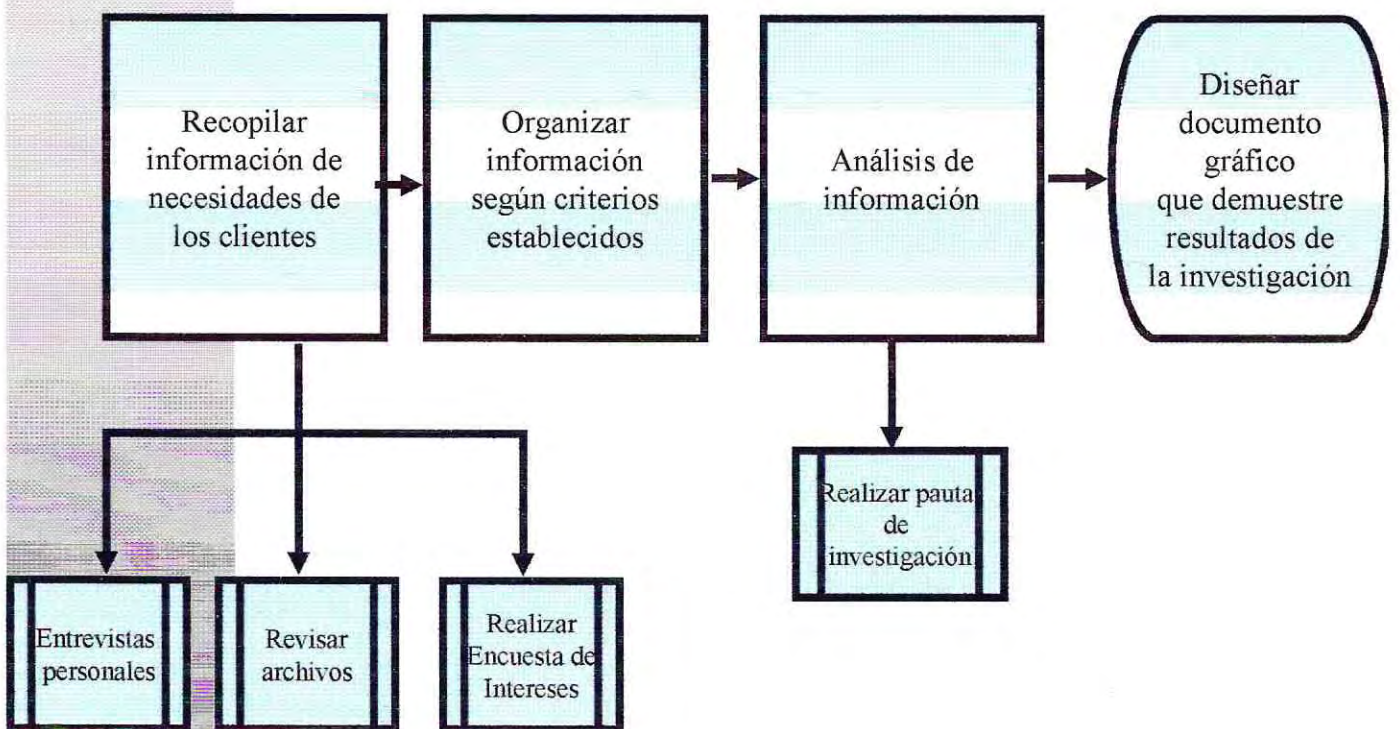 Recopilar
información de
necesidades de
los clientes
Organizar
información
según criterios
establecidos
Análisis de
información
Diseñar
documento
gráfico
que demuestre
resultados de
la investigación
Realizar pauta
de
investigación
Entrevistas
personales
Revisar
archivos
Realizar
Encuesta de
Intereses